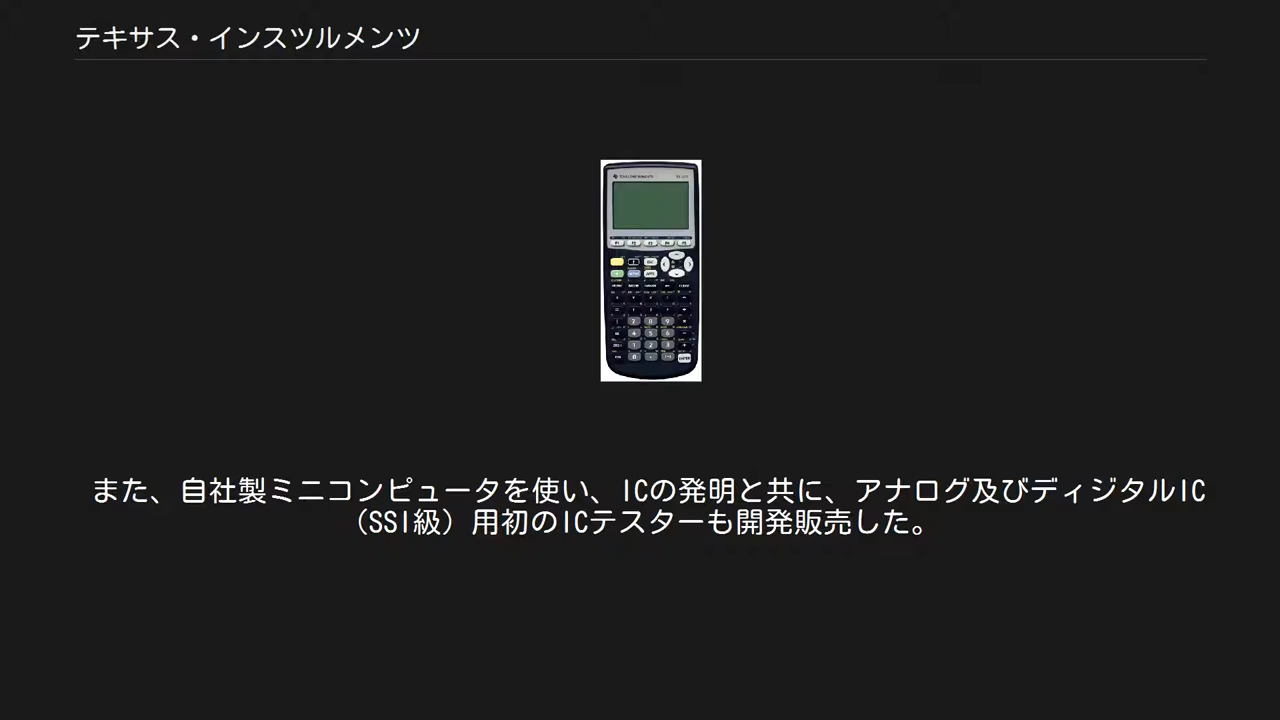 テキサス・インスツルメンツ
TEXAS INSTRUMENTS
また、自社製ミニコンピュータを使い、ICの発明と共に、アナログ及びディジタルIC
（SSI級）用初のICテスターも開発販売した。